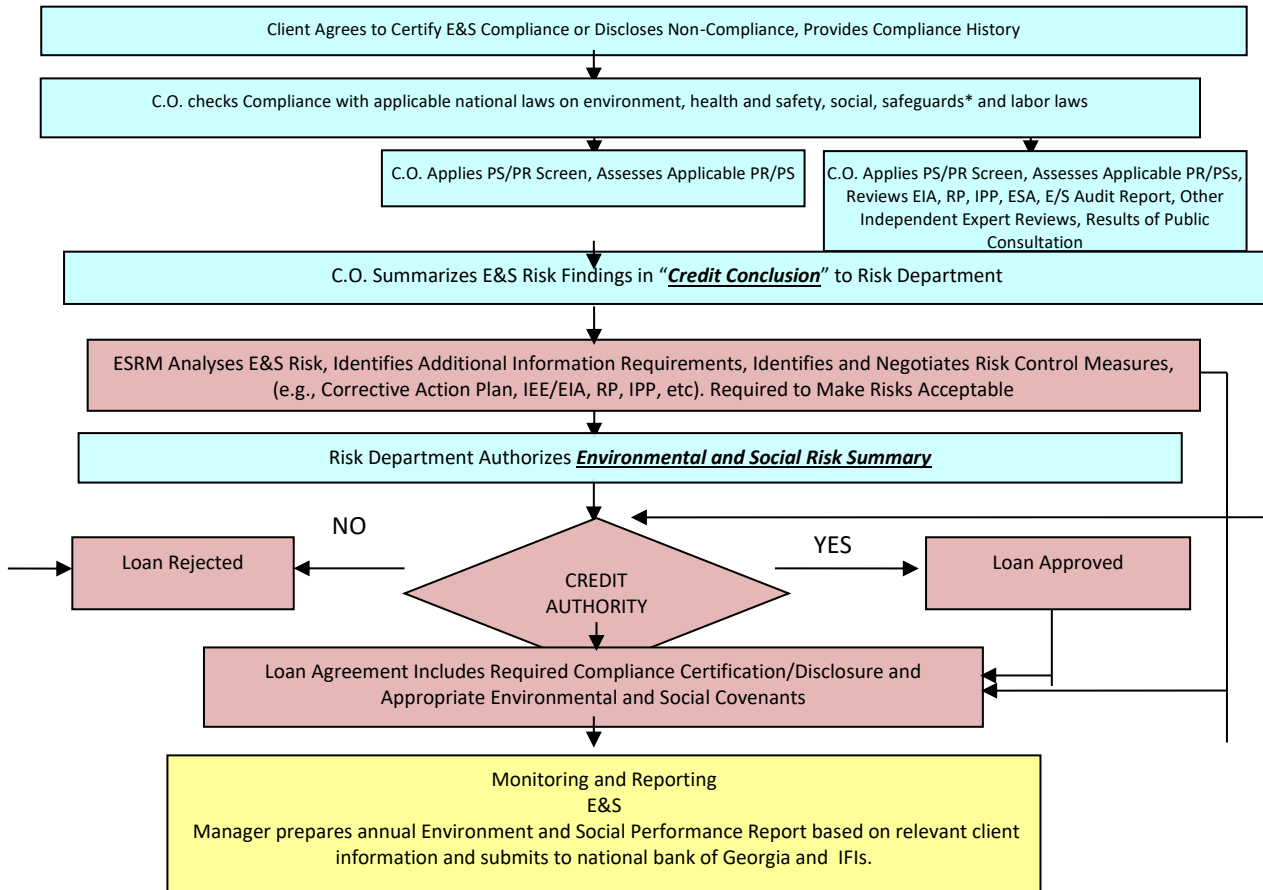 Client Agrees to Certify E&S Compliance or Discloses Non-Compliance, Provides Compliance History
C.O. checks Compliance with applicable national laws on environment, health and safety, social, safeguards* and labor laws
C.O. Applies PS/PR Screen, Assesses Applicable PR/PS
C.O. Applies PS/PR Screen, Assesses Applicable PR/PSs,
Reviews EIA, RP, IPP, ESA, E/S Audit Report, Other
Independent Expert Reviews, Results of Public
Consultation
C.O. Summarizes E&S Risk Findings in “Credit Conclusion” to Risk Department
ESRM Analyses E&S Risk, Identifies Additional Information Requirements, Identifies and Negotiates Risk Control Measures,
(e.g., Corrective Action Plan, IEE/EIA, RP, IPP, etc). Required to Make Risks Acceptable
Risk Department Authorizes Environmental and Social Risk Summary
NO
YES
Loan Rejected
CREDIT
AUTHORITY
Loan Approved
Loan Agreement Includes Required Compliance Certification/Disclosure and
Appropriate Environmental and Social Covenants
Monitoring and Reporting
E&S
Manager prepares annual Environment and Social Performance Report based on relevant client
information and submits to national bank of Georgia and IFIs.